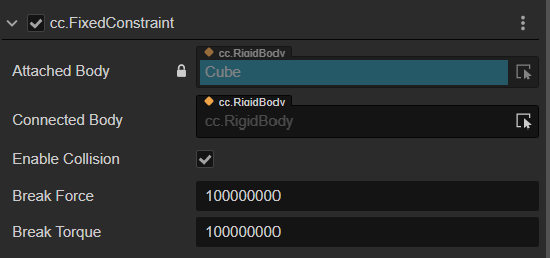 cc.FixedConstraint
cc.RigidBody
Attached Body
Cube
cc.RigidBody
Connected Body
cc.RigidBody
Enable Collision
Break Force
100000000
Break Torque
100000000